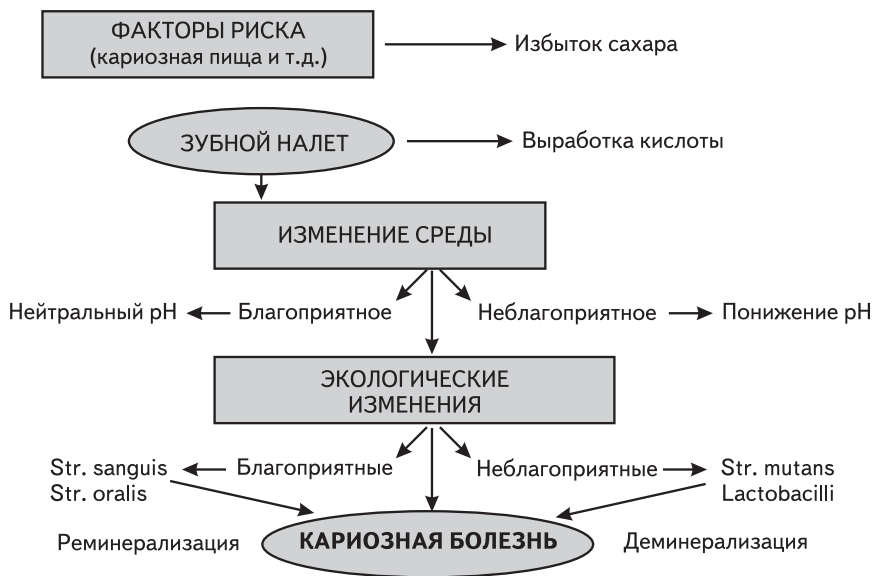 ФАКТОРЫ РИСКА
(кариозная пища и т.д.)
Избыток сахара
ЗУБНОЙ НАЛЕТ
Выработка кислоты
ИЗМЕНЕНИЕ СРЕДЫ
Нейтральный pH
Благоприятное
Неблагоприятное
Понижение pH
ЭКОЛОГИЧЕСКИЕ
ИЗМЕНЕНИЯ
Str. sanguis
Str. oralis
Благоприятные
Неблагоприятные
Str. mutans
Lactobacilli
Реминерализация
КАРИОЗНАЯ БОЛЕЗНЬ
Деминерализация